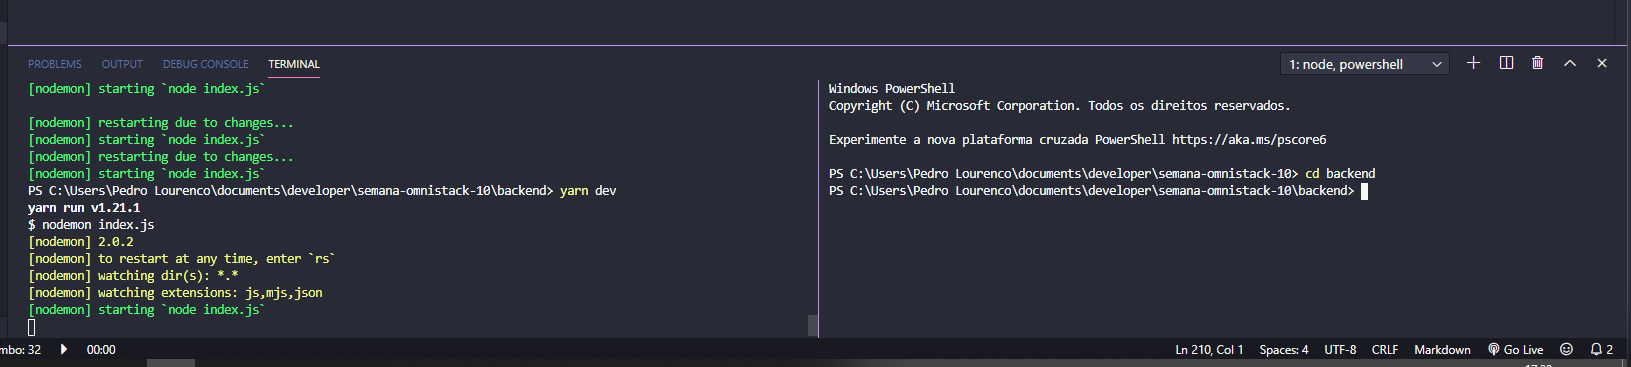 PROBLEMS OUTPUT DEBUG CONSOLE TERMINAL 1: node, powershell
[nodemon] starting `node index.js`
[nodemon] restarting due to changes...
[nodemon] starting `node index.js`
[nodemon] restarting due to changes...
[nodemon] starting `node index.js`
PS C:\Users\Pedro Lourenco\documents\developer\semana-omnistack-10\backend> yarn dev
yarn run v1.21.1
$ nodemon index.js
[nodemon] 2.0.2
[nodemon] to restart at any time, enter `rs`
[nodemon] watching dir(s): *.*
[nodemon] watching extensions: js,mjs,json
[nodemon] starting `node index.js`
Windows PowerShell
Copyright (C) Microsoft Corporation. Todos os direitos reservados.
Experimente a nova plataforma cruzada PowerShell https://aka.ms/pscore6
PS C:\Users\Pedro Lourenco\documents\developer\semana-omnistack-10> cd backend
PS C:\Users\Pedro Lourenco\documents\developer\semana-omnistack-10\backend>
mbo: 32 00:00 Ln 210, Col 1 Spaces: 4 UTF-8 CRLF Markdown Go Live 2